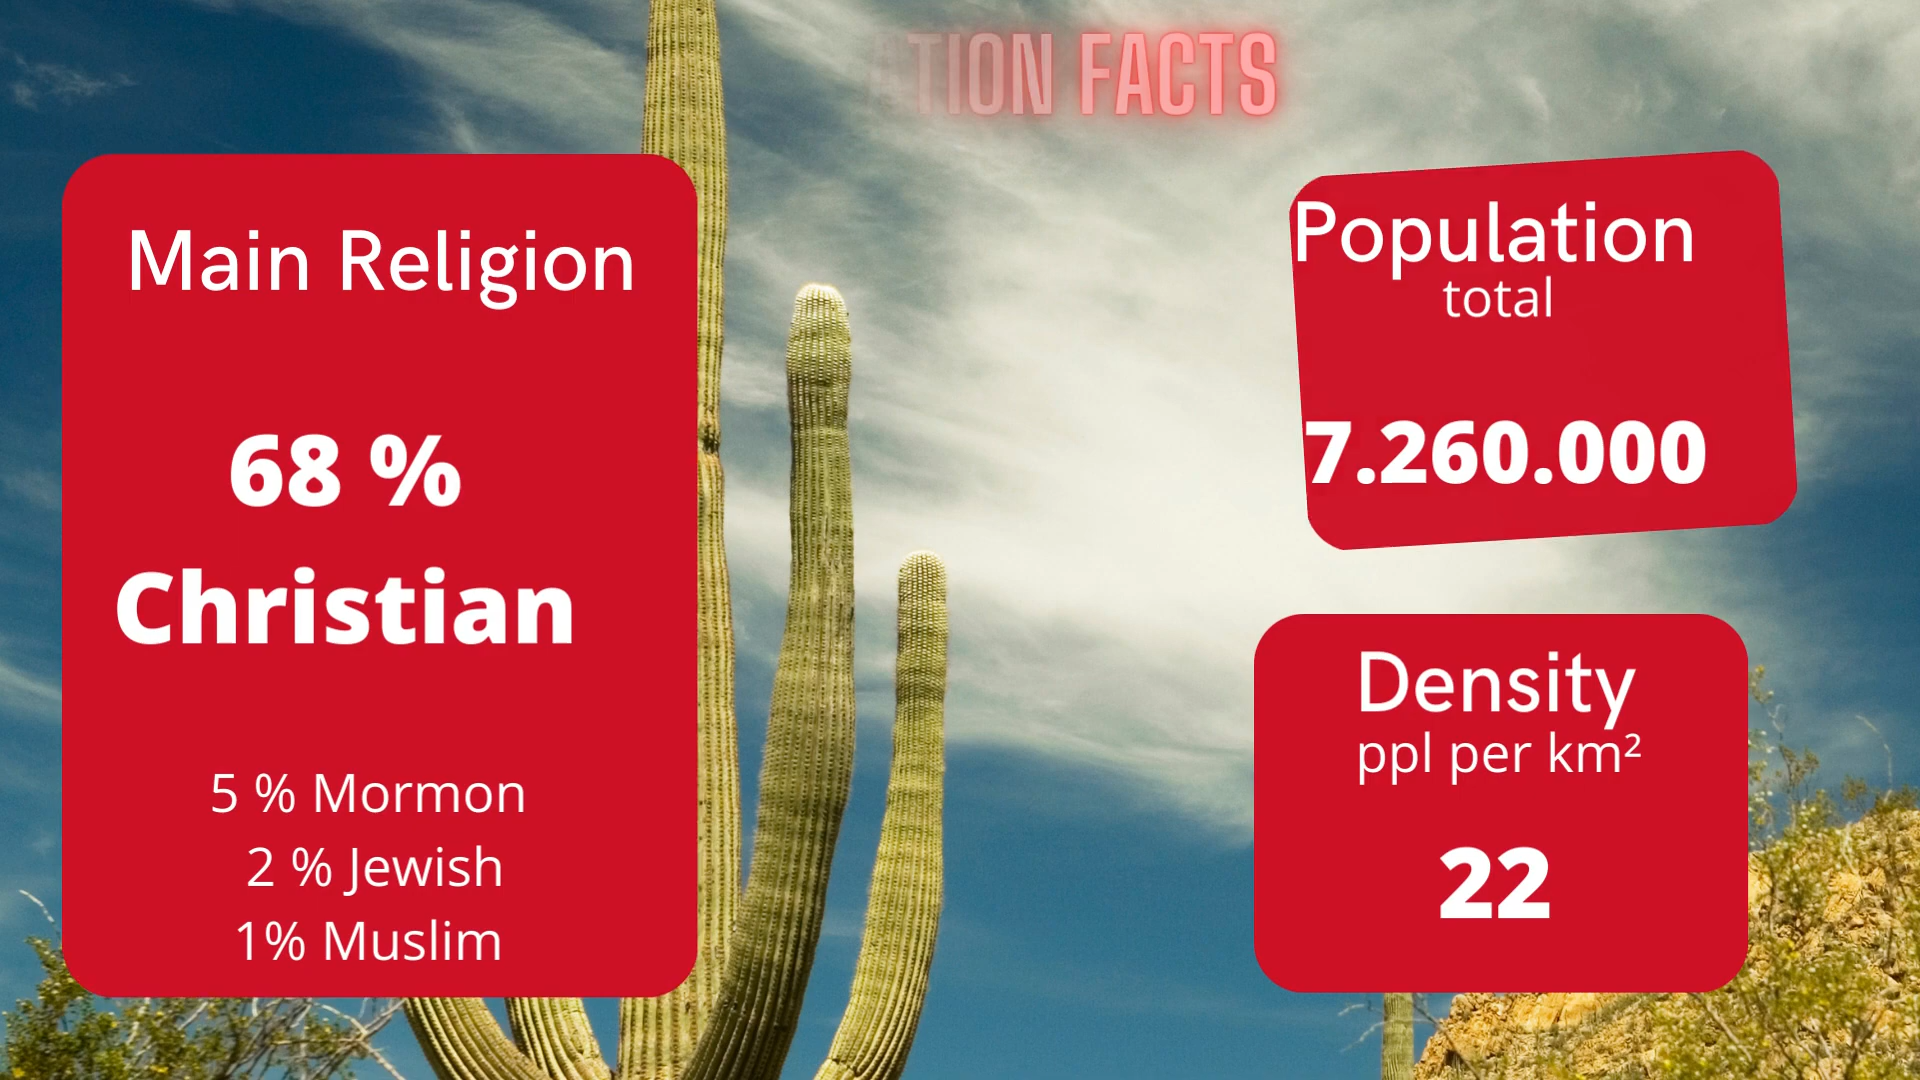 ATION FACTS
Main Religion
68 %
Christian
5 % Mormon
2 % Jewish
1% Muslim
Population
total
7.260.000
Density
ppl per km²
22